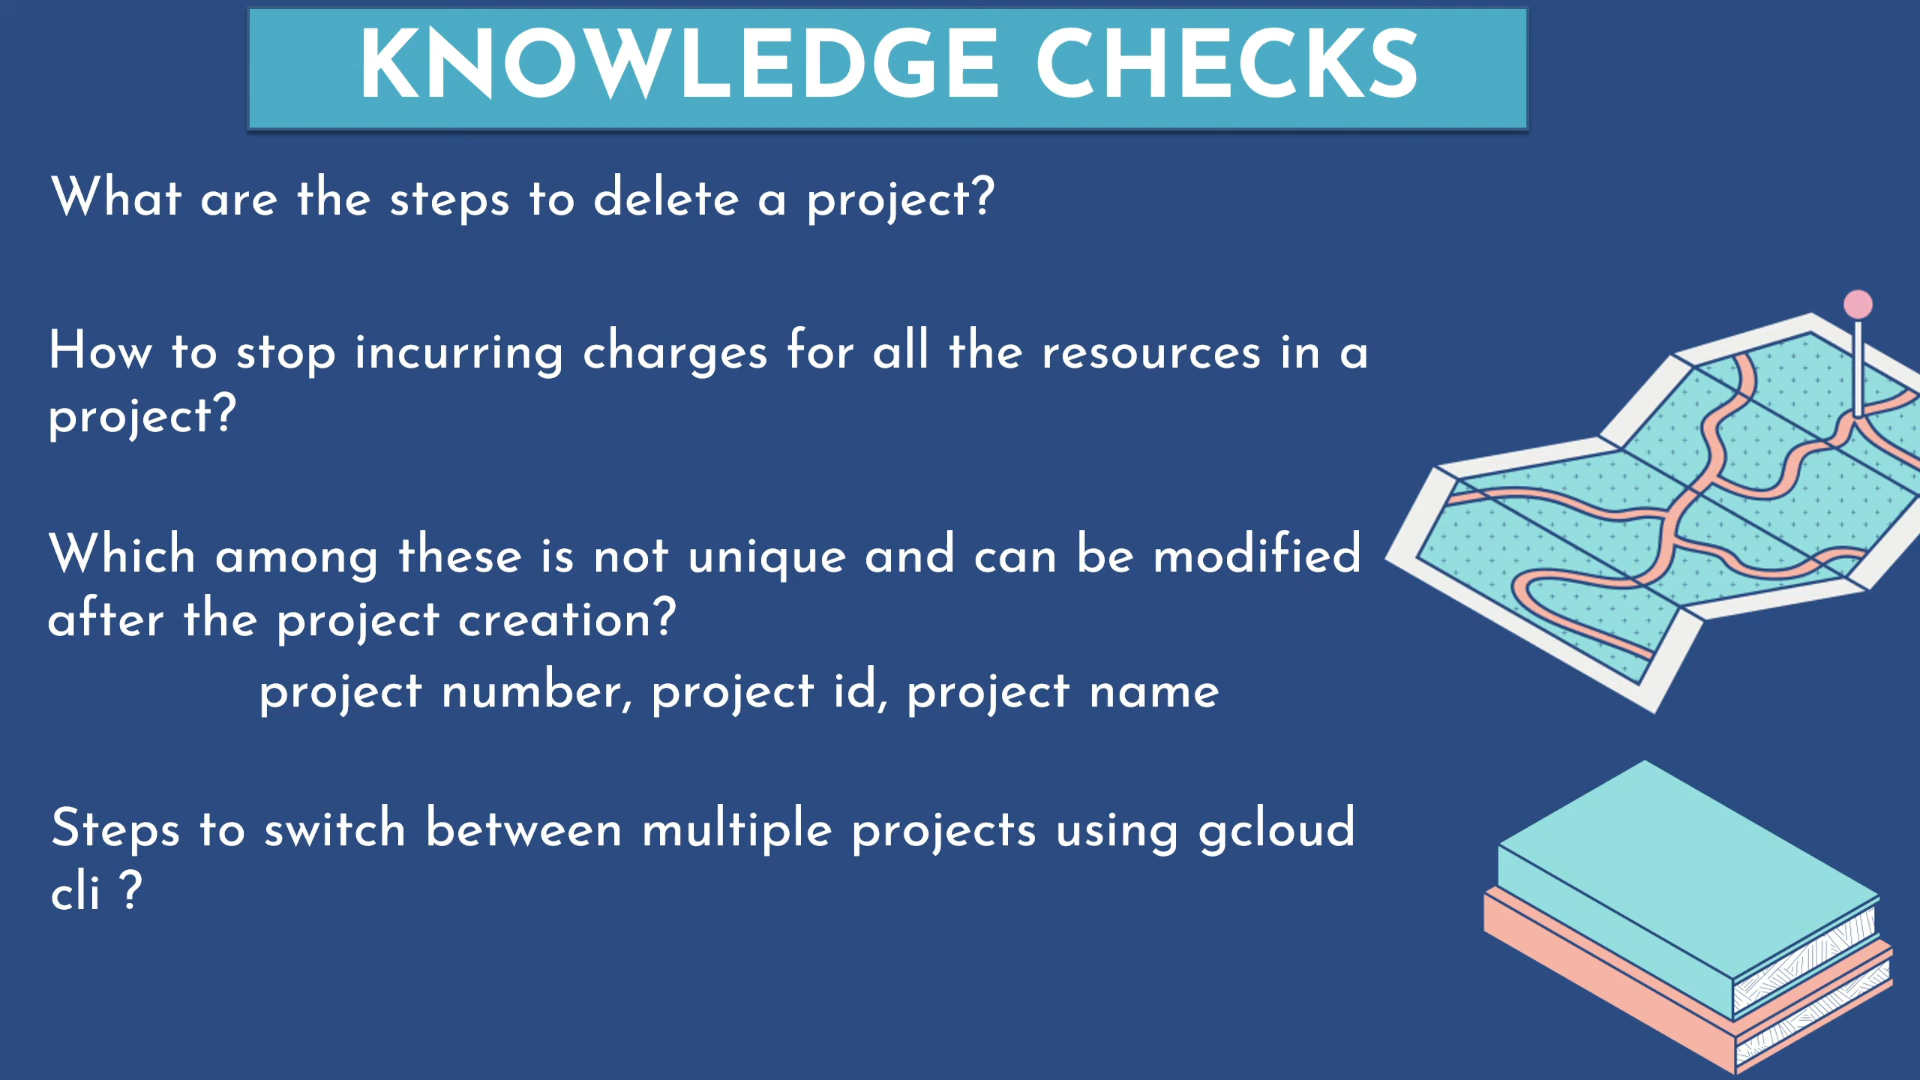 KNOWLEDGE CHECKS
What are the steps to delete a project?
How to stop incurring charges for all the resources in a
project?
Which among these is not unique and can be modified
after the project creation?
project number, project id, project name
Steps to switch between multiple projects using gcloud
cli ?